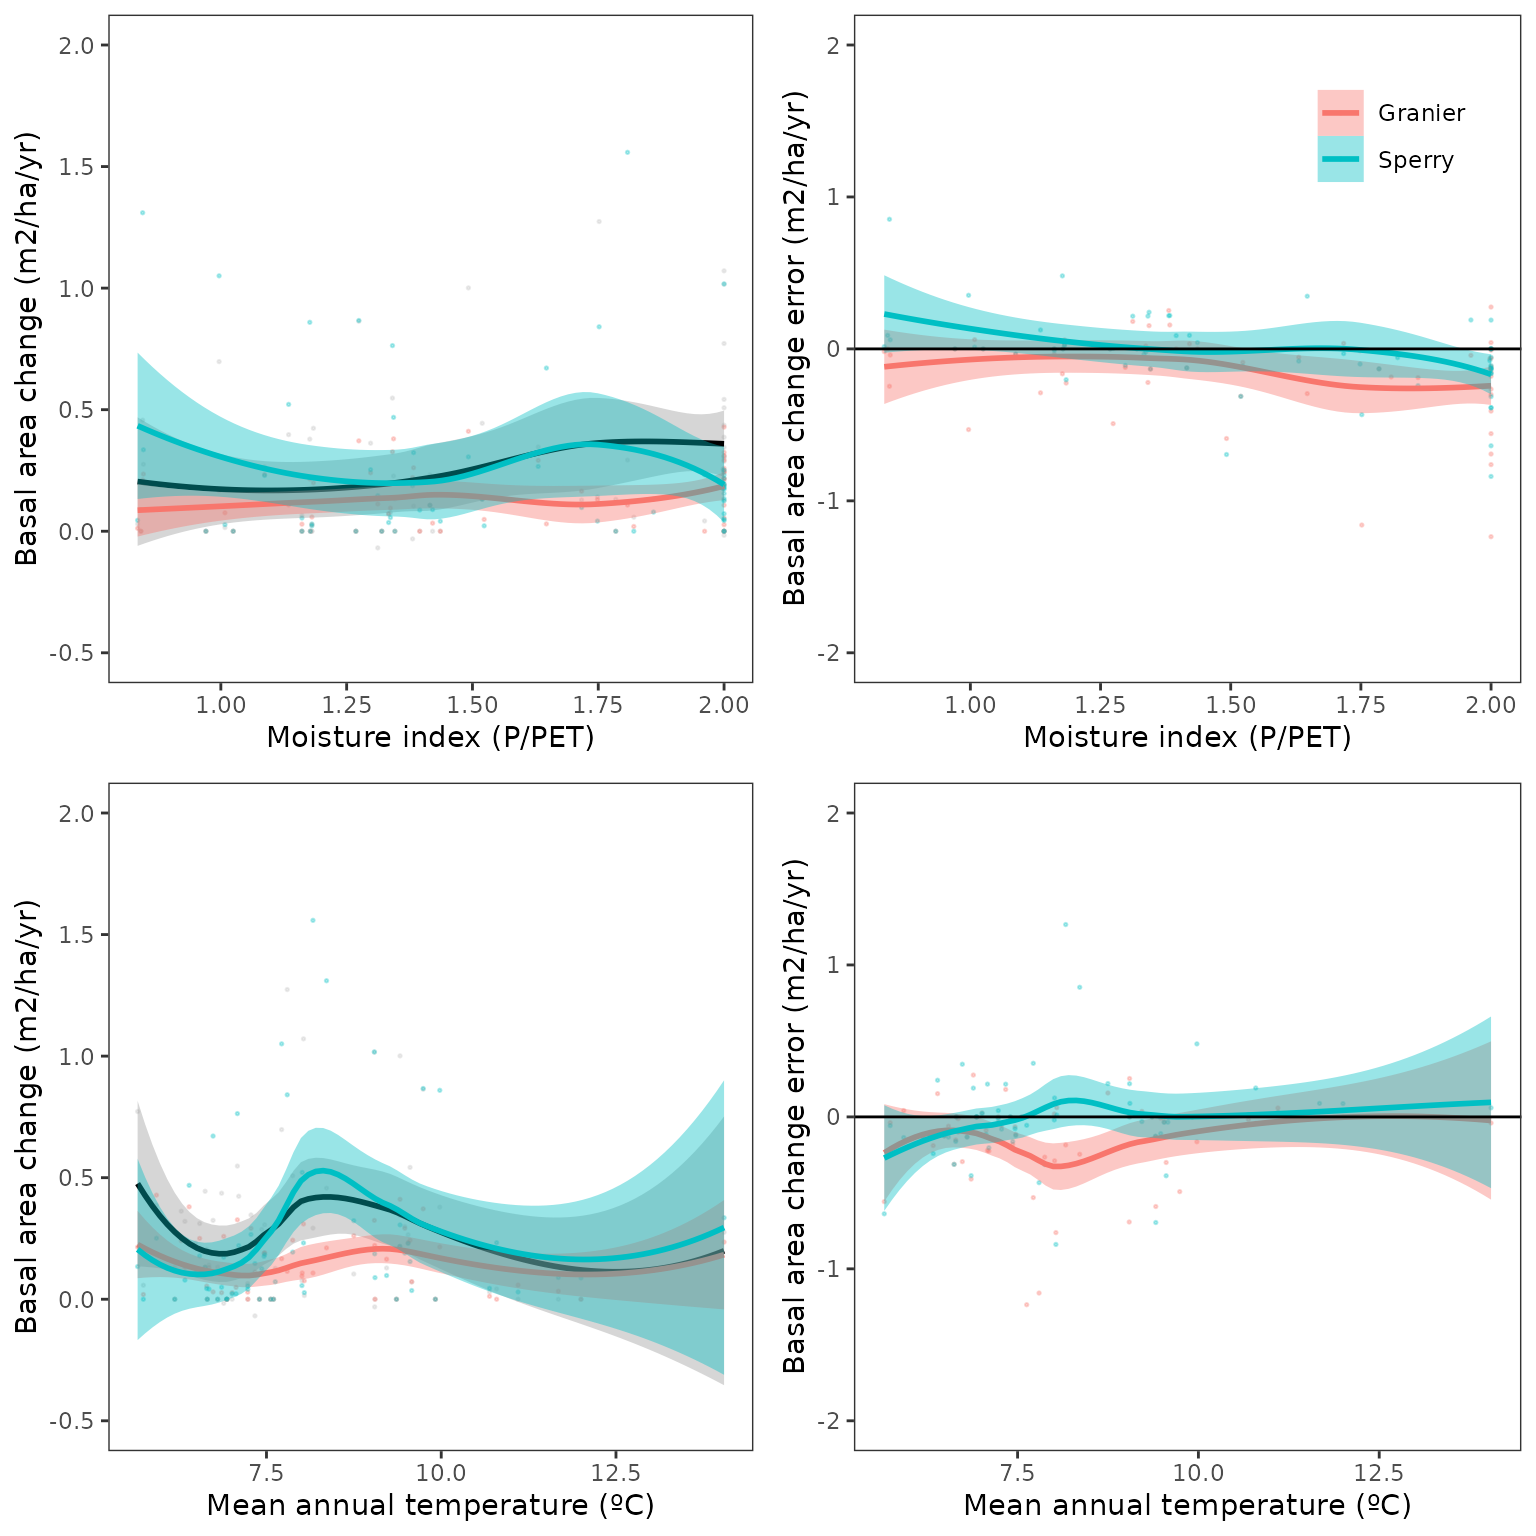 Basal area change (m2/ha/yr)
2.0
1.5
1.0
0.5
0.0
-0.5
1.00 1.25 1.50 1.75 2.00
Moisture index (P/PET)
Basal area change error (m2/ha/yr)
2
1
0
-1
-2
Granier
Sperry
1.00 1.25 1.50 1.75 2.00
Moisture index (P/PET)
Basal area change (m2/ha/yr)
2.0
1.5
1.0
0.5
0.0
-0.5
7.5 10.0 12.5
Mean annual temperature (ºC)
Basal area change error (m2/ha/yr)
2
1
0
-1
-2
7.5 10.0 12.5
Mean annual temperature (ºC)